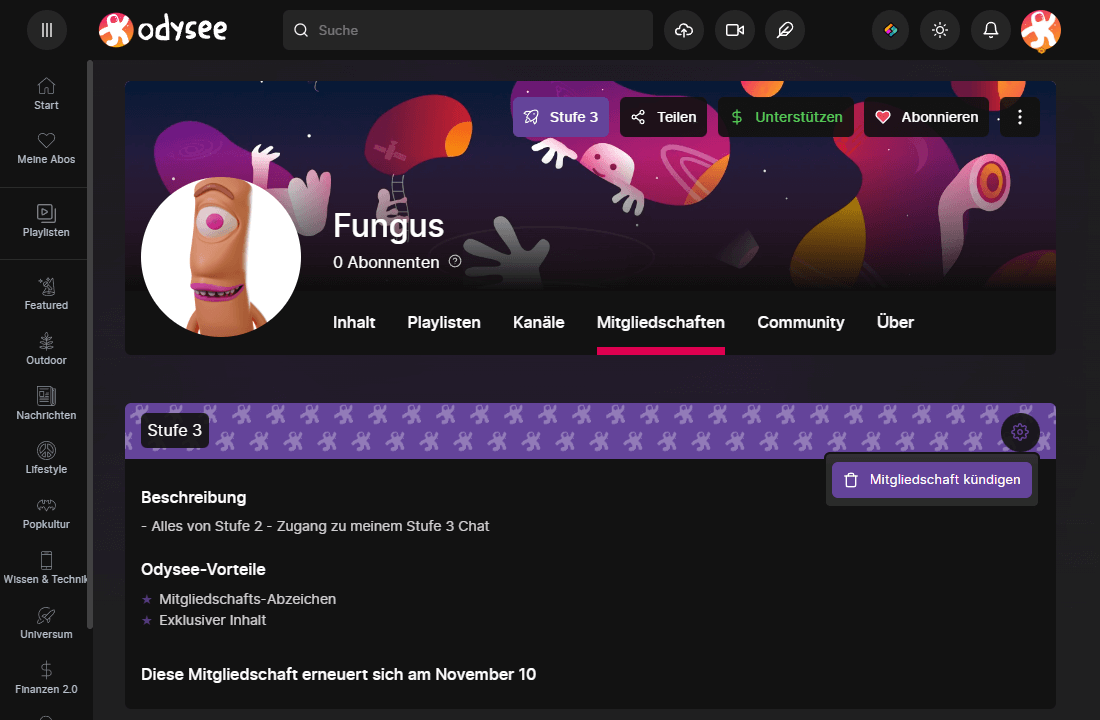 odysee
Suche
Start
Meine Abos
Playlisten
Featured
Outdoor
Nachrichten
Lifestyle
Popkultur
Wissen & Technik
Universum
Finanzen 2.0
Stufe 3
Teilen
Unterstützen
Abonnieren
Fungus
0 Abonnenten
Inhalt
Playlisten
Kanäle
Mitgliedschaften
Community
Über
Stufe 3
Mitgliedschaft kündigen
Beschreibung
- Alles von Stufe 2 - Zugang zu meinem Stufe 3 Chat
Odysee-Vorteile
Mitgliedschafts-Abzeichen
Exklusiver Inhalt
Diese Mitgliedschaft erneuert sich am November 10